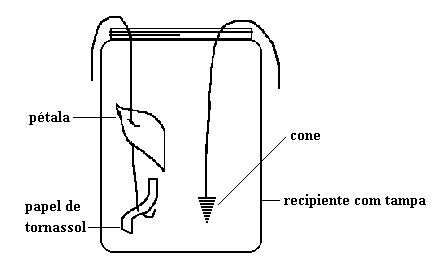 pétala
cone
recipiente com tampa
papel de
tornassol